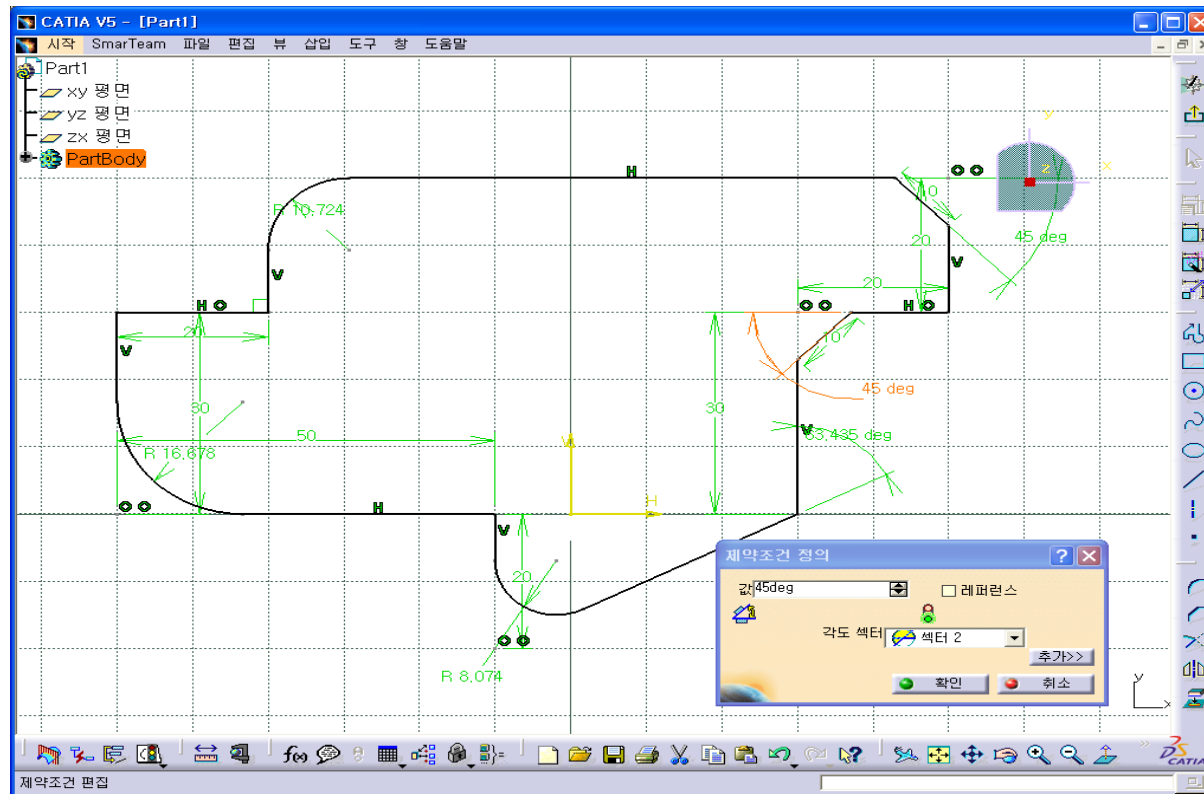 CATIA V5 - [Part1]
시작 SmarTeam 파일 편집 뷰 삽입 도구 창 도움말
Part1
xy 평면
yz 평면
zx 평면
PartBody
y
x
z
H
R 10.724
10
20
45 deg
V
V
20
H
H
20
V
10
30
30
45 deg
50
V
63.435 deg
R 16.678
H
V
H
V
20
R 8.074
제약조건 정의
값 45deg
레퍼런스
각도 섹터 섹터 2
추가>>
확인 취소
y
x
f(x)
CATIA
제약조건 편집